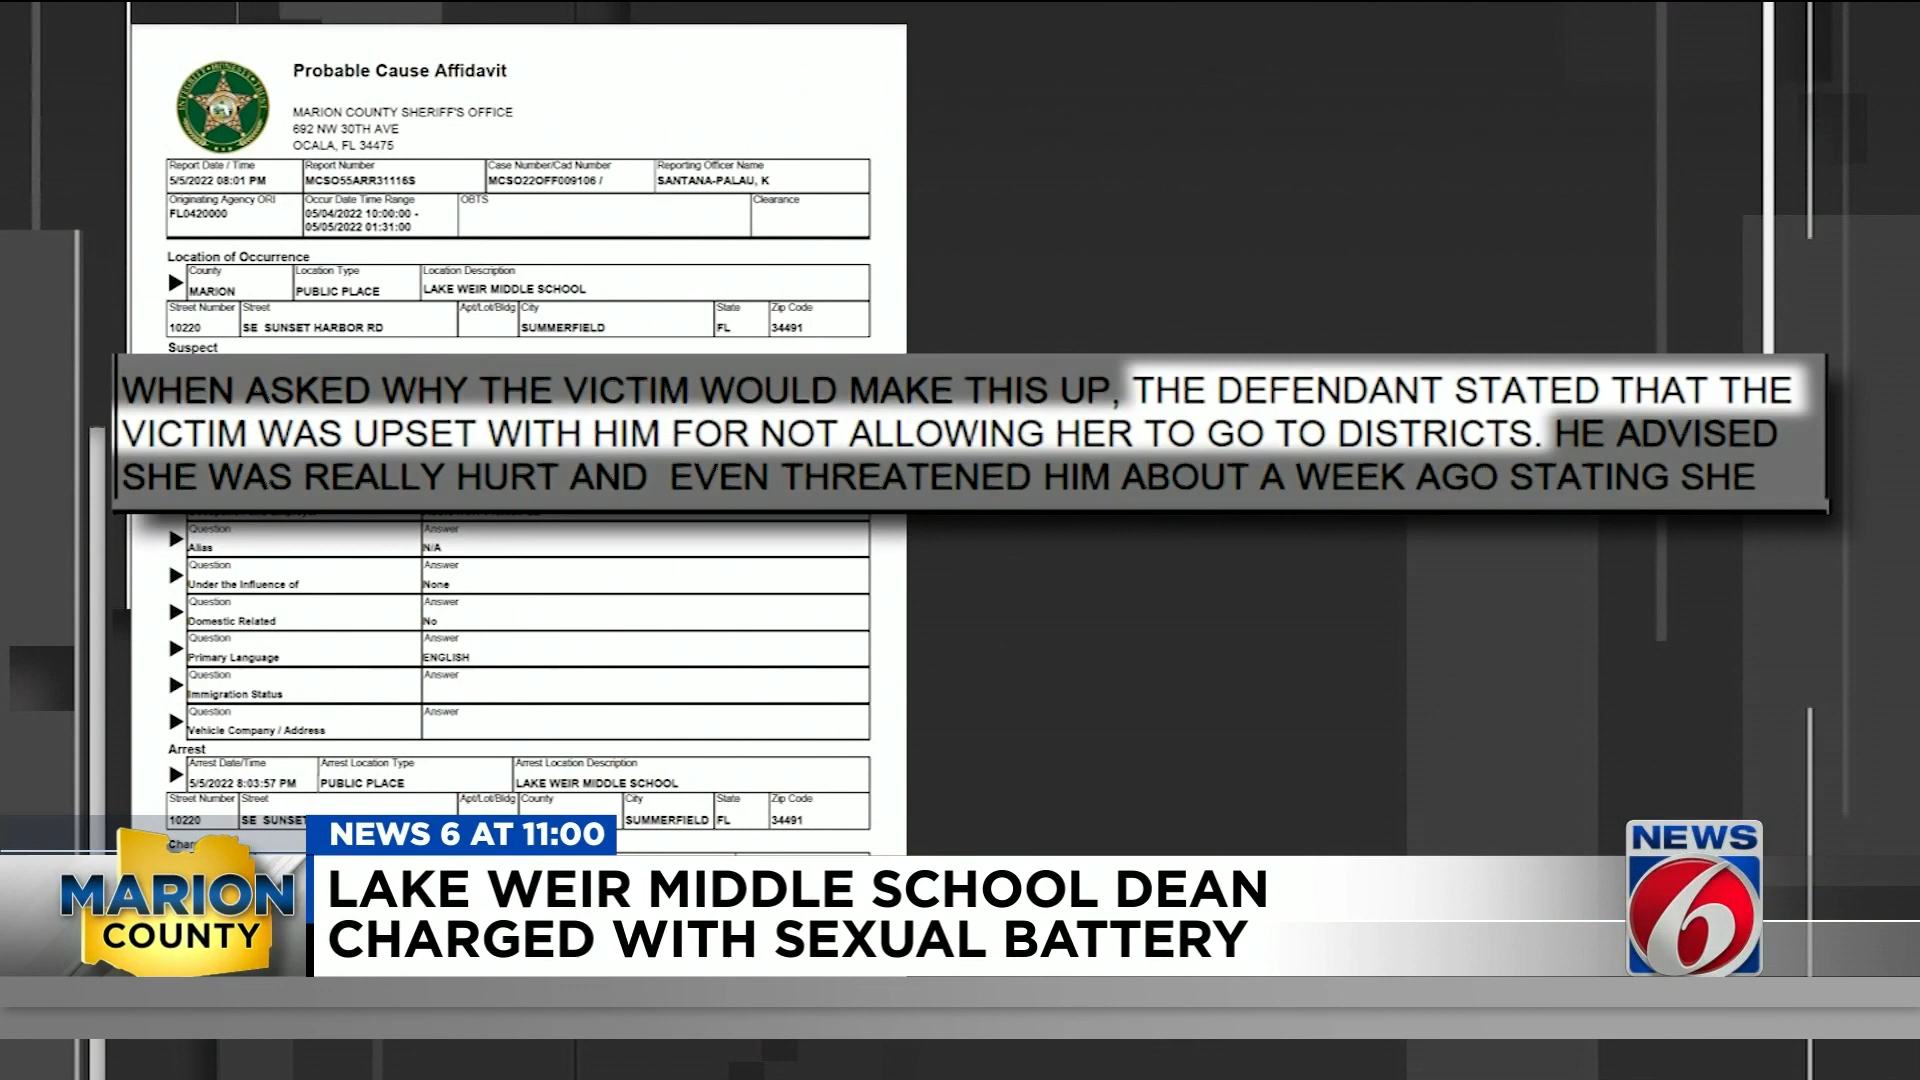 Probable Cause Affidavit
MARION COUNTY SHERIFF'S OFFICE
692 NW 30TH AVE
OCALA, FL 34475
Report Date / Time Report Number Case Number/Cad Number Reporting Officer Name
5/5/2022 08:01 PM MCSO55ARR31116S MCSO22OFF009106 / SANTANA-PALAU, K
Originating Agency ORI Occur Date Time Range OBTS Clearance
FL0420000 05/04/2022 10:00:00 -
05/05/2022 01:31:00
Location of Occurrence
County Location Type Location Description
MARION PUBLIC PLACE LAKE WEIR MIDDLE SCHOOL
Street Number Street Apt/Lot/Bldg City State Zip Code
10220 SE SUNSET HARBOR RD SUMMERFIELD FL 34491
Suspect
WHEN ASKED WHY THE VICTIM WOULD MAKE THIS UP, THE DEFENDANT STATED THAT THE
VICTIM WAS UPSET WITH HIM FOR NOT ALLOWING HER TO GO TO DISTRICTS. HE ADVISED
SHE WAS REALLY HURT AND EVEN THREATENED HIM ABOUT A WEEK AGO STATING SHE
Question Answer
Alias N/A
Question Answer
Under the Influence of None
Question Answer
Domestic Related No
Question Answer
Primary Language ENGLISH
Question Answer
Immigration Status
Question Answer
Vehicle Company / Address
Arrest
Arrest Date/Time Arrest Location Type Arrest Location Description
5/5/2022 8:03:57 PM PUBLIC PLACE LAKE WEIR MIDDLE SCHOOL
Street Number Street Apt/Lot/Bldg County City State Zip Code
10220 SE SUNSET SUMMERFIELD FL 34491
NEWS 6 AT 11:00
MARION
COUNTY
LAKE WEIR MIDDLE SCHOOL DEAN
CHARGED WITH SEXUAL BATTERY
NEWS
6